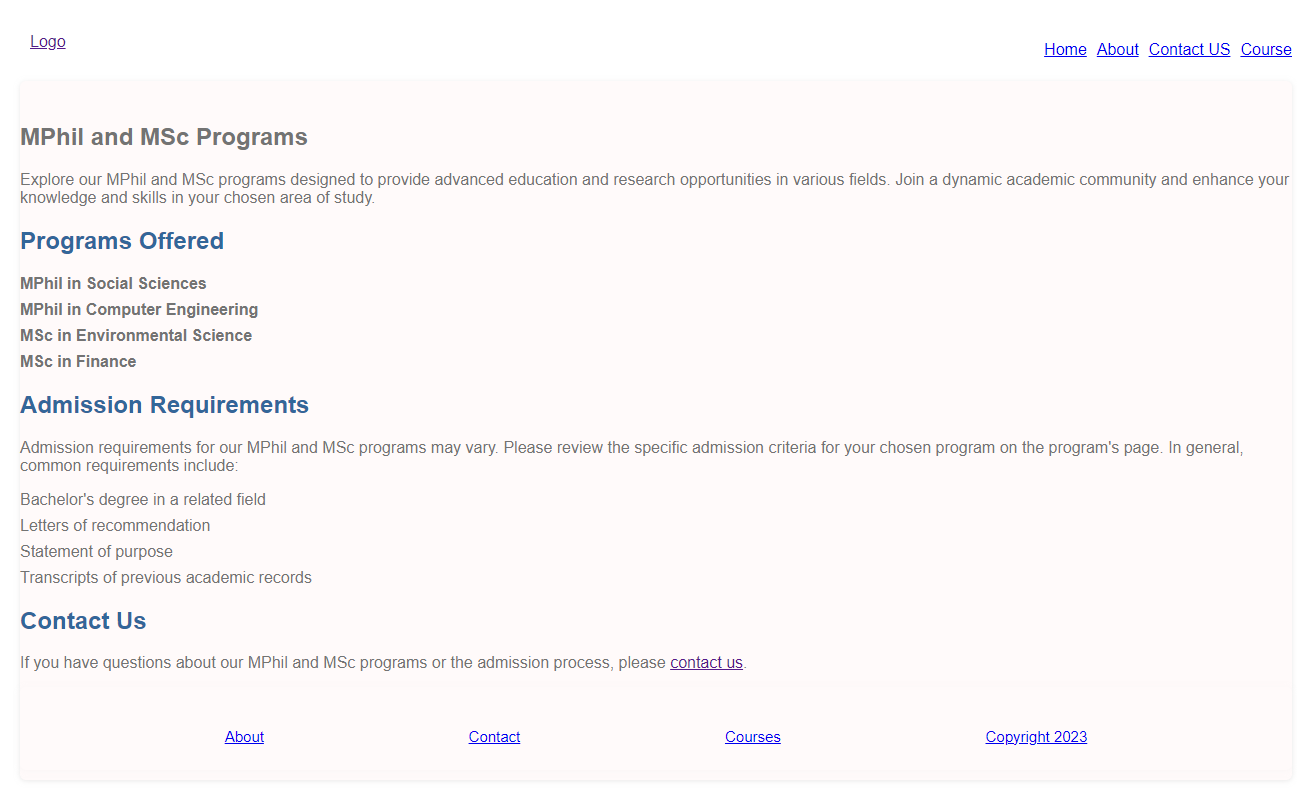 Logo
Home About Contact US Course
MPhil and MSc Programs
Explore our MPhil and MSc programs designed to provide advanced education and research opportunities in various fields. Join a dynamic academic community and enhance your
knowledge and skills in your chosen area of study.
Programs Offered
MPhil in Social Sciences
MPhil in Computer Engineering
MSc in Environmental Science
MSc in Finance
Admission Requirements
Admission requirements for our MPhil and MSc programs may vary. Please review the specific admission criteria for your chosen program on the program's page. In general,
common requirements include:
Bachelor's degree in a related field
Letters of recommendation
Statement of purpose
Transcripts of previous academic records
Contact Us
If you have questions about our MPhil and MSc programs or the admission process, please contact us.
About Contact Courses Copyright 2023